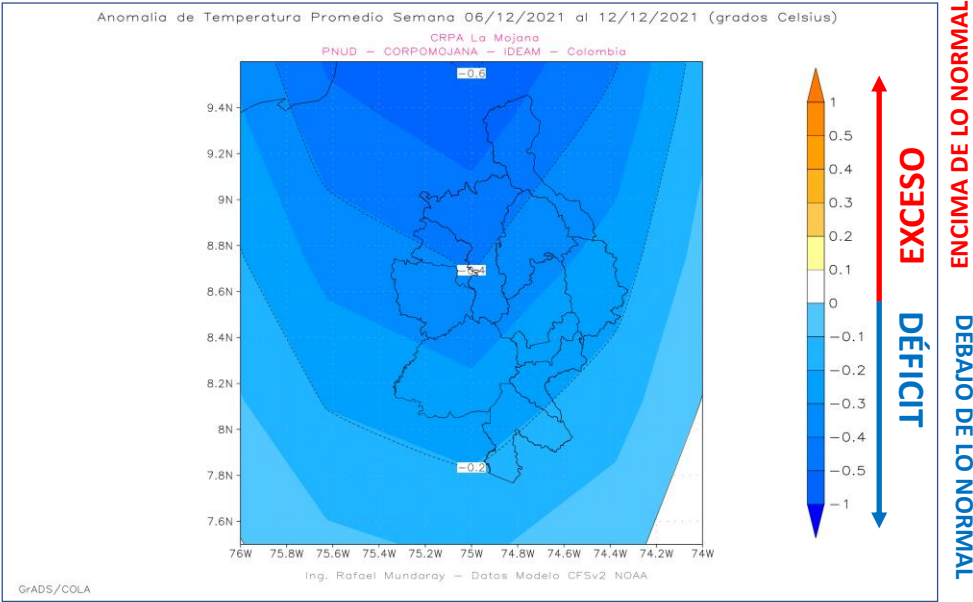 Anomalia de Temperatura Promedio Semana 06/12/2021 al 12/12/2021 (grados Celsius)
CRPA La Mojana
PNUD – CORPOMOJANA – IDEAM – Colombia
9.4N
9.2N
9N
8.8N
8.6N
8.4N
8.2N
8N
7.8N
7.6N
76W 75.8W 75.6W 75.4W 75.2W 75W 74.8W 74.6W 74.4W 74.2W 74W
−0.6
−0.4
−0.2
1
0.5
0.4
0.3
0.2
0.1
0
−0.1
−0.2
−0.3
−0.4
−0.5
−1
EXCESO
DÉFICIT
ENCIMA DE LO NORMAL
DEBAJO DE LO NORMAL
Ing. Rafael Mundaray – Datos Modelo CFSv2 NOAA
GrADS/COLA